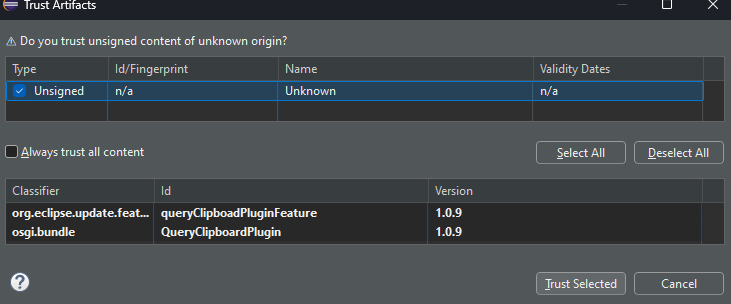 Trust Artifacts
Do you trust unsigned content of unknown origin?
Type Id/Fingerprint Name Validity Dates
Unsigned n/a Unknown n/a
Always trust all content Select All Deselect All
Classifier Id Version
org.eclipse.update.feat... queryClipboadPluginFeature 1.0.9
osgi.bundle QueryClipboardPlugin 1.0.9
? Trust Selected Cancel